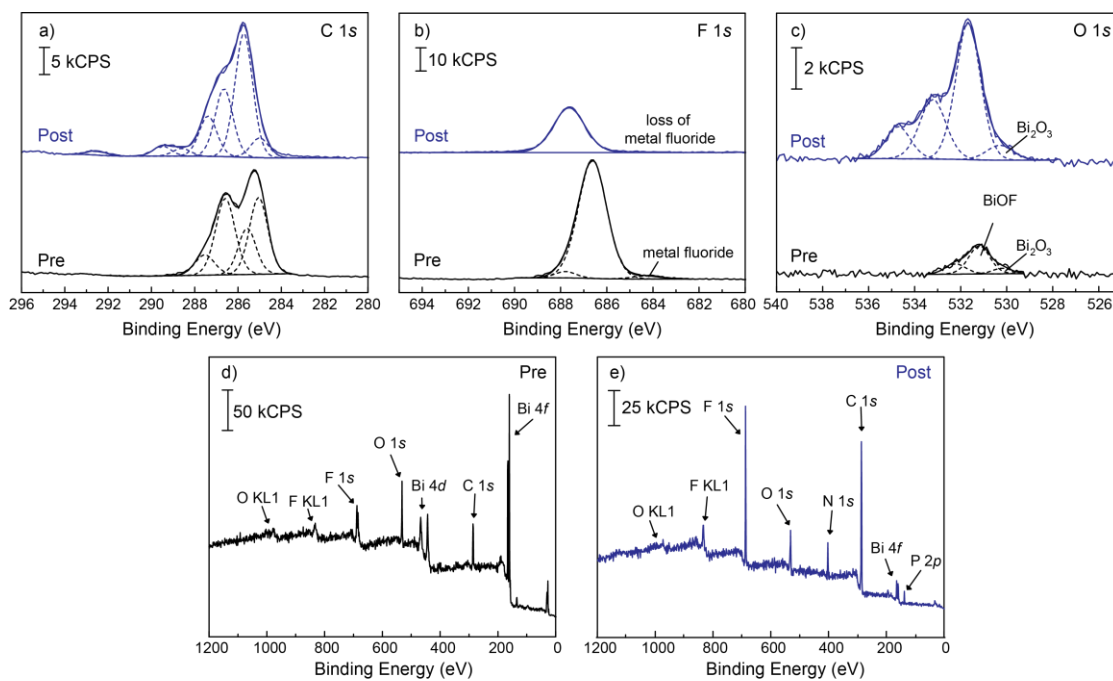 a)
C 1s
5 kCPS
Post
Pre
296 294 292 290 288 286 284 282 280
Binding Energy (eV)
b)
F 1s
10 kCPS
Post
loss of
metal fluoride
Pre
metal fluoride
695 690 685 680
694 692 690 688 686 684 682 680
Binding Energy (eV)
c)
O 1s
2 kCPS
Post
Bi2O3
BiOF
Pre
Bi2O3
540 538 536 534 532 530 528 526
Binding Energy (eV)
d)
Pre
50 kCPS
Bi 4f
O 1s
F 1s
Bi 4d
C 1s
O KL1
F KL1
1200 1000 800 600 400 200 0
Binding Energy (eV)
e)
Post
25 kCPS
F 1s
C 1s
F KL1
O 1s
N 1s
O KL1
Bi 4f
P 2p
1200 1000 800 600 400 200 0
Binding Energy (eV)